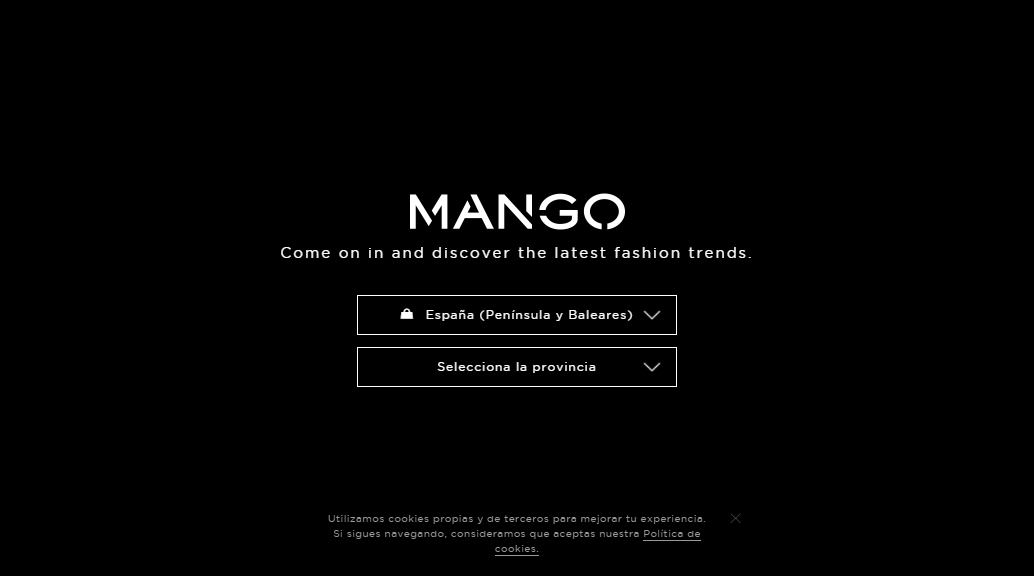 MANGO
Come on in and discover the latest fashion trends.
España (Península y Baleares)
Selecciona la provincia
Utilizamos cookies propias y de terceros para mejorar tu experiencia.
Si sigues navegando, consideramos que aceptas nuestra Política de
cookies.